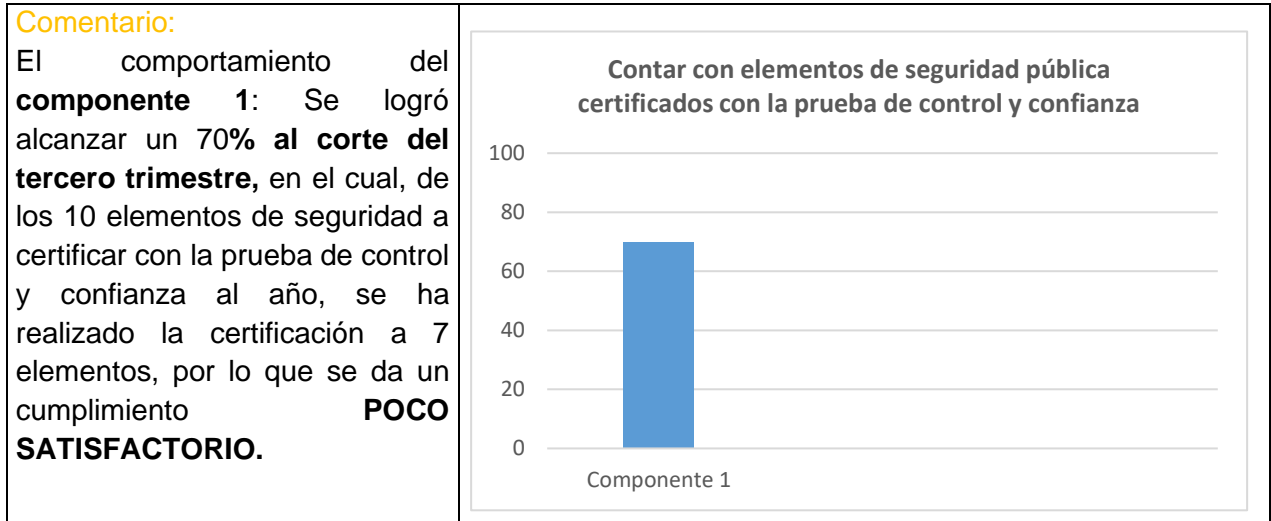 Comentario:
El comportamiento del
componente 1: Se logró
alcanzar un 70% al corte del
tercero trimestre, en el cual, de
los 10 elementos de seguridad a
certificar con la prueba de control
y confianza al año, se ha
realizado la certificación a 7
elementos, por lo que se da un
cumplimiento POCO
SATISFACTORIO.
Contar con elementos de seguridad pública
certificados con la prueba de control y confianza
100
80
60
40
20
0
Componente 1